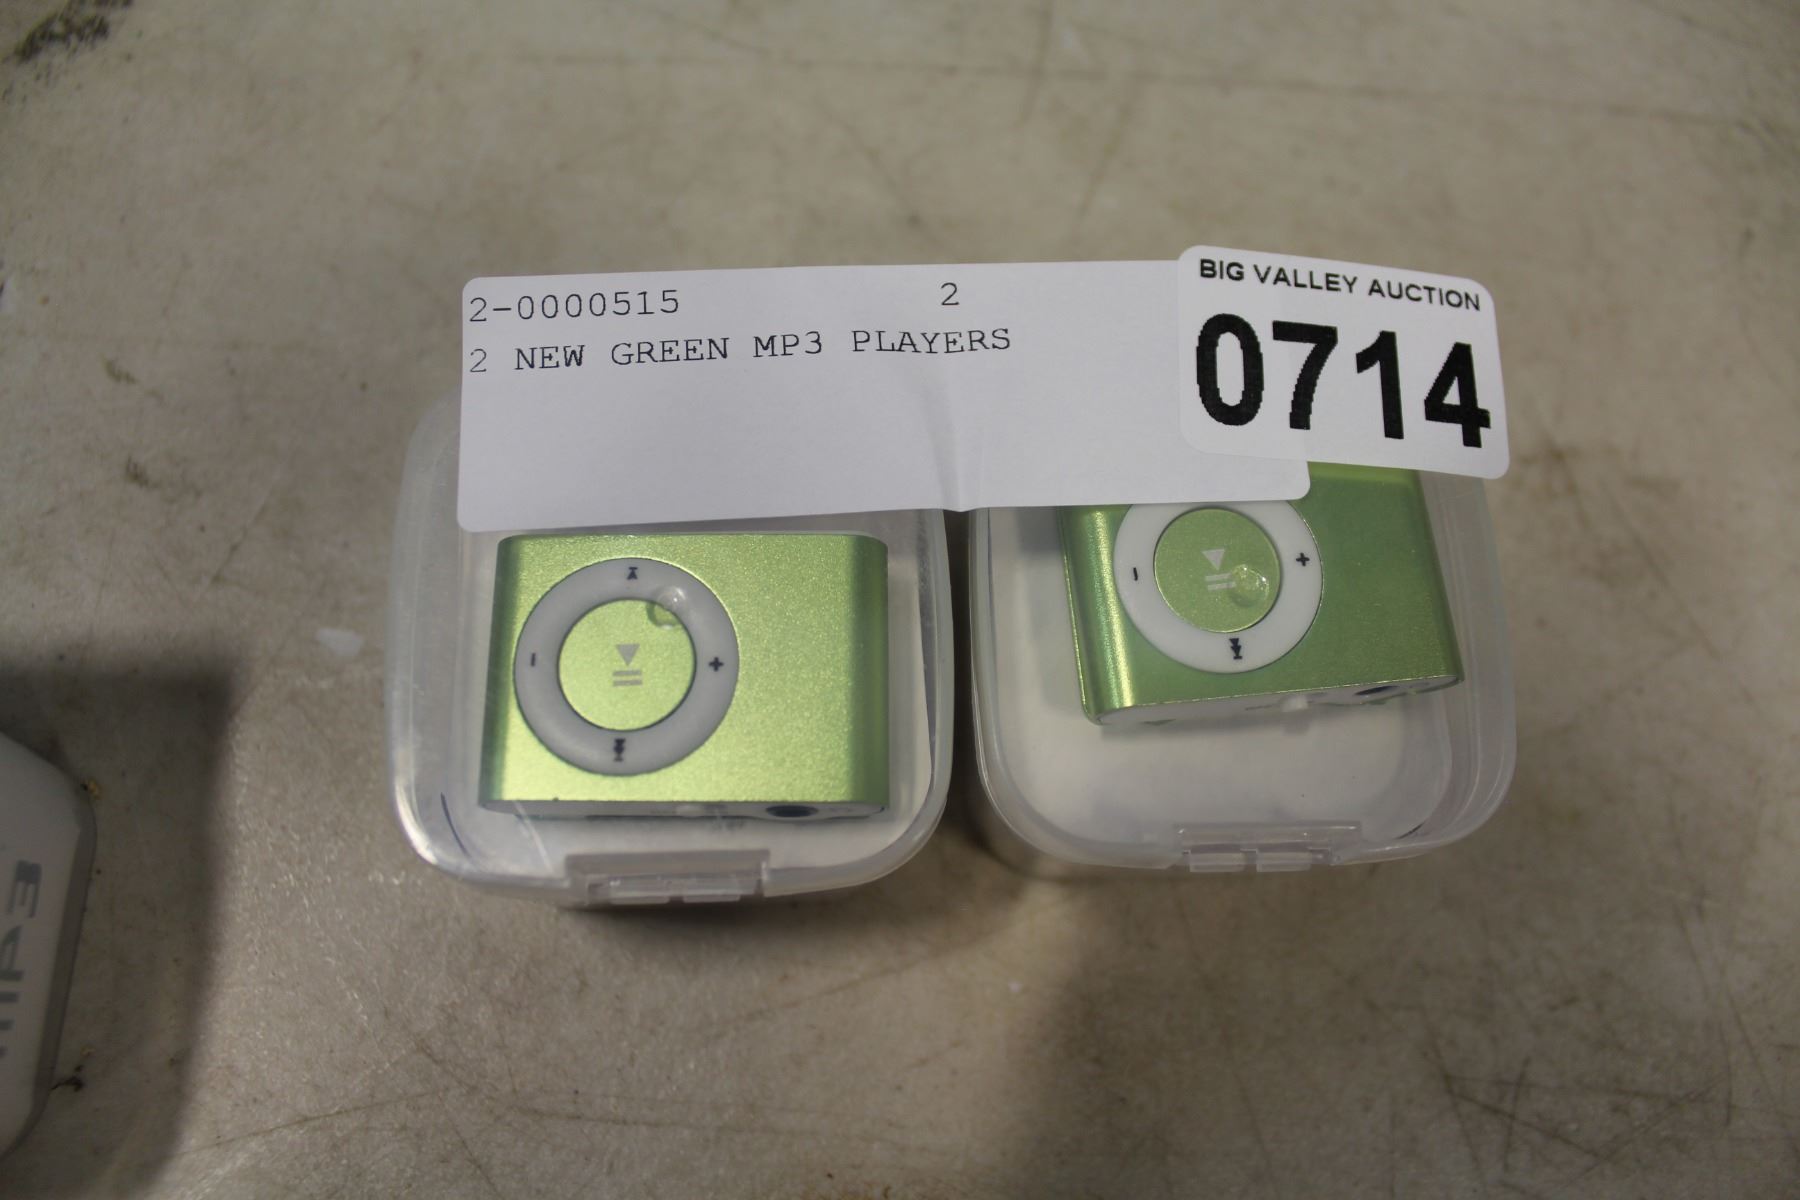 BIG VALLEY AUCTION
0714
2-0000515 2
2 NEW GREEN MP3 PLAYERS